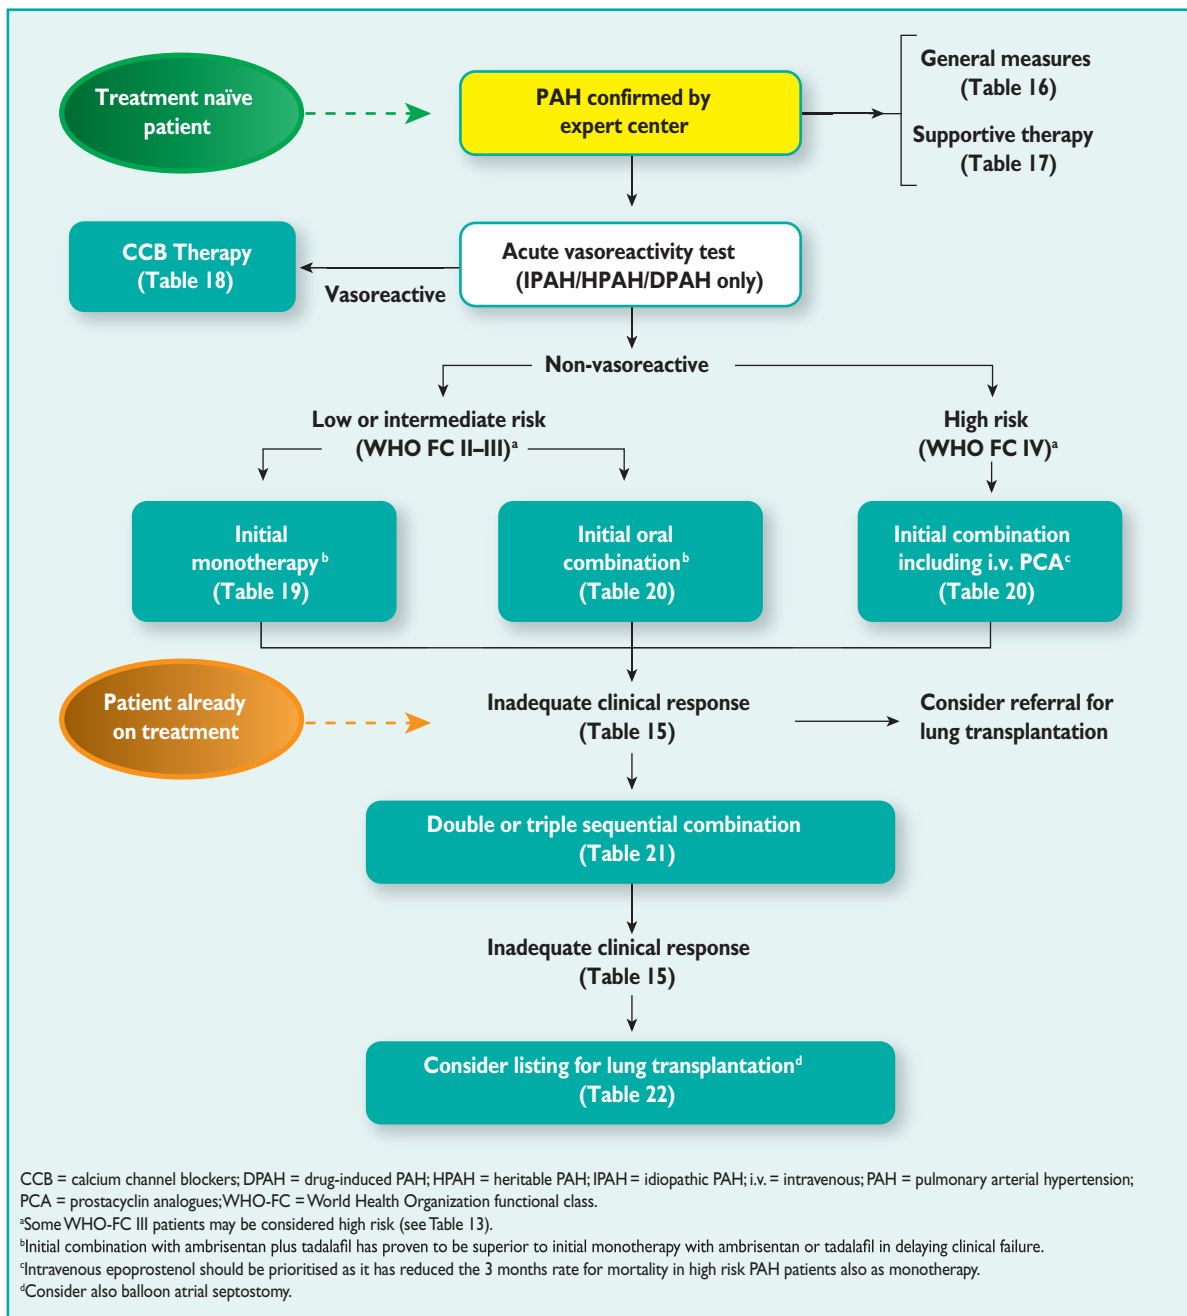 Treatment naïve
patient
PAH confirmed by
expert center
General measures
(Table 16)
Supportive therapy
(Table 17)
CCB Therapy
(Table 18)
Vasoreactive
Acute vasoreactivity test
(IPAH/HPAH/DPAH only)
Non-vasoreactive
Low or intermediate risk
(WHO FC II–III)ᵃ
High risk
(WHO FC IV)ᵃ
Initial
monotherapyᵇ
(Table 19)
Initial oral
combinationᵇ
(Table 20)
Initial combination
including i.v. PCAᶜ
(Table 20)
Patient already
on treatment
Inadequate clinical response
(Table 15)
Consider referral for
lung transplantation
Double or triple sequential combination
(Table 21)
Inadequate clinical response
(Table 15)
Consider listing for lung transplantationᵈ
(Table 22)
CCB = calcium channel blockers; DPAH = drug-induced PAH; HPAH = heritable PAH; IPAH = idiopathic PAH; i.v. = intravenous; PAH = pulmonary arterial hypertension;
PCA = prostacyclin analogues; WHO-FC = World Health Organization functional class.
ᵃSome WHO-FC III patients may be considered high risk (see Table 13).
ᵇInitial combination with ambrisentan plus tadalafil has proven to be superior to initial monotherapy with ambrisentan or tadalafil in delaying clinical failure.
ᶜIntravenous epoprostenol should be prioritised as it has reduced the 3 months rate for mortality in high risk PAH patients also as monotherapy.
ᵈConsider also balloon atrial septostomy.